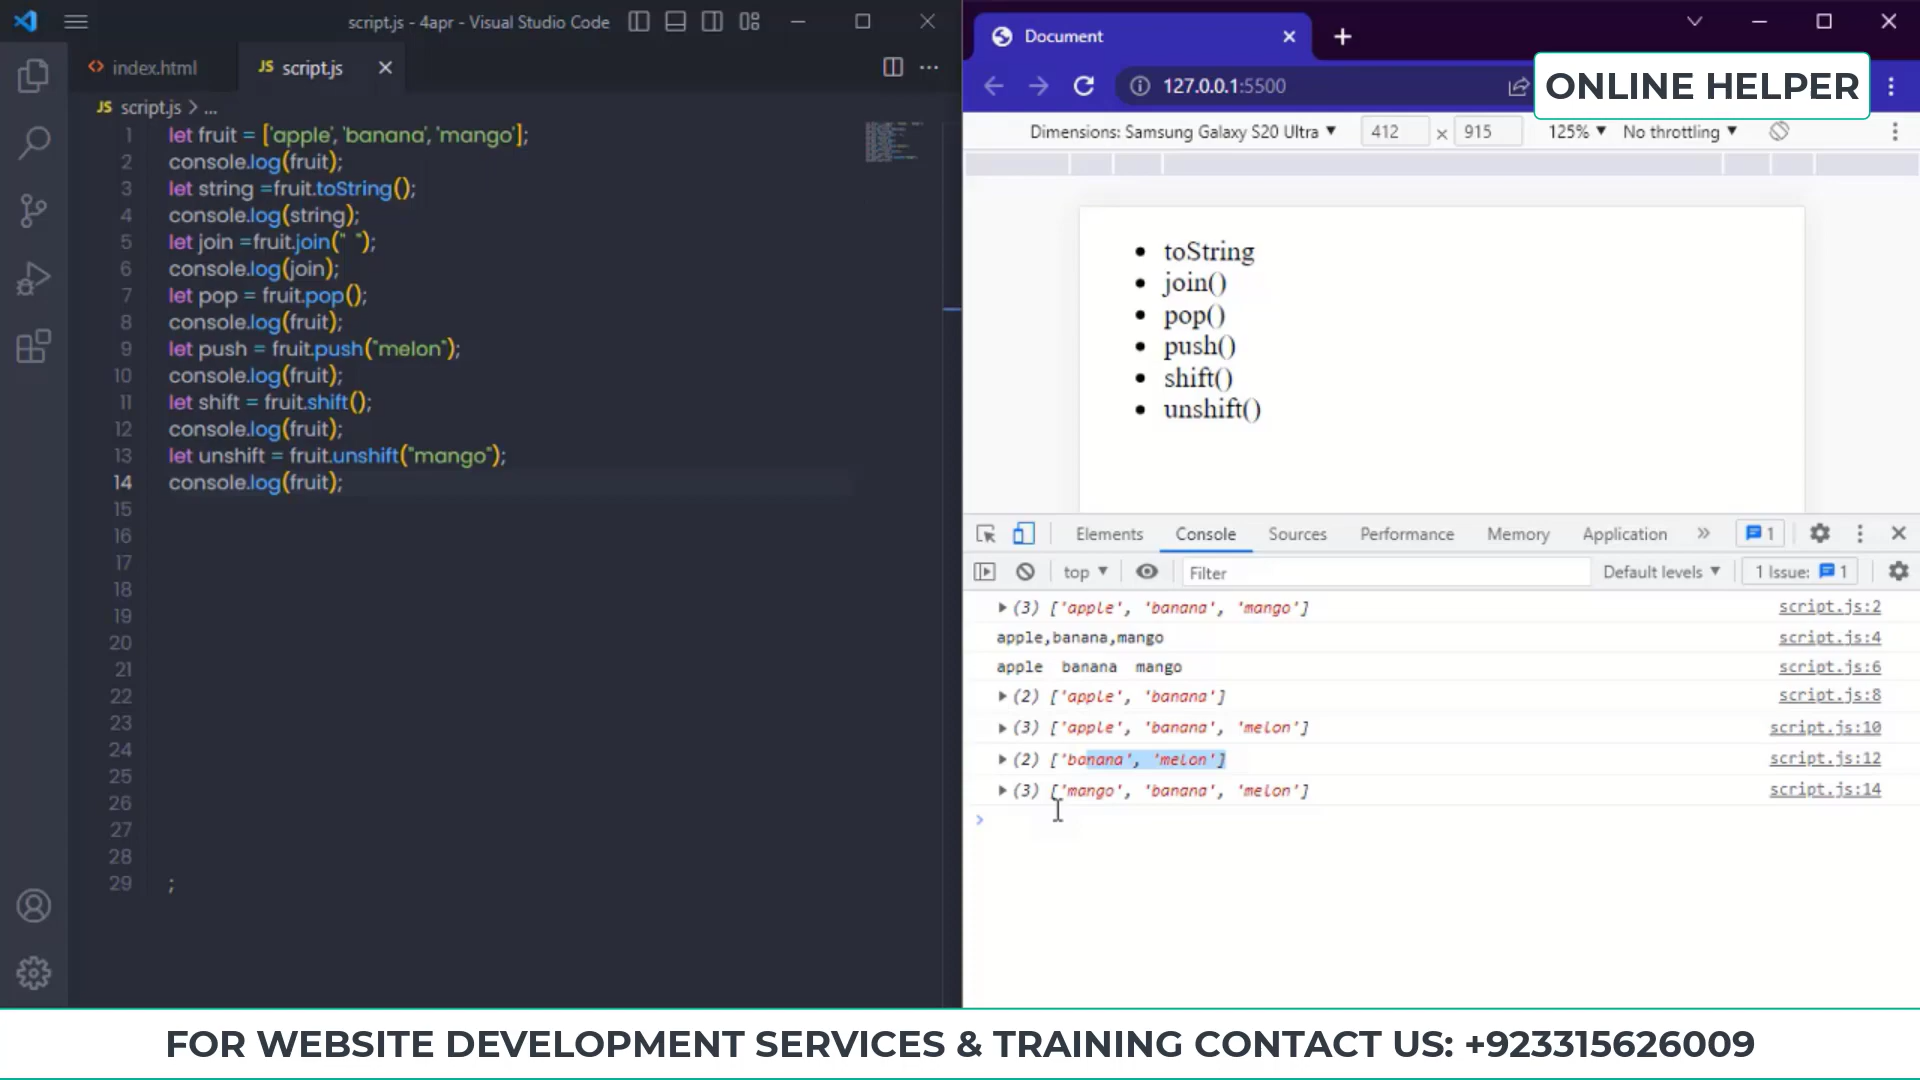 script.js - 4apr - Visual Studio Code
index.html
JS script.js
JS script.js > ...
1 let fruit = ['apple', 'banana', 'mango'];
2 console.log(fruit);
3 let string =fruit.toString();
4 console.log(string);
5 let join =fruit.join("  ");
6 console.log(join);
7 let pop = fruit.pop();
8 console.log(fruit);
9 let push = fruit.push("melon");
10 console.log(fruit);
11 let shift = fruit.shift();
12 console.log(fruit);
13 let unshift = fruit.unshift("mango");
14 console.log(fruit);
15
16
17
18
19
20
21
22
23
24
25
26
27
28
29 ;
Document
127.0.0.1:5500
ONLINE HELPER
Dimensions: Samsung Galaxy S20 Ultra 412 x 915 125% No throttling
• toString
• join()
• pop()
• push()
• shift()
• unshift()
Elements Console Sources Performance Memory Application » 1
top Filter Default levels 1 Issue: 1
(3) ['apple', 'banana', 'mango'] script.js:2
apple,banana,mango script.js:4
apple  banana  mango script.js:6
(2) ['apple', 'banana'] script.js:8
(3) ['apple', 'banana', 'melon'] script.js:10
(2) ['banana', 'melon'] script.js:12
(3) ['mango', 'banana', 'melon'] script.js:14
>
FOR WEBSITE DEVELOPMENT SERVICES & TRAINING CONTACT US: +923315626009